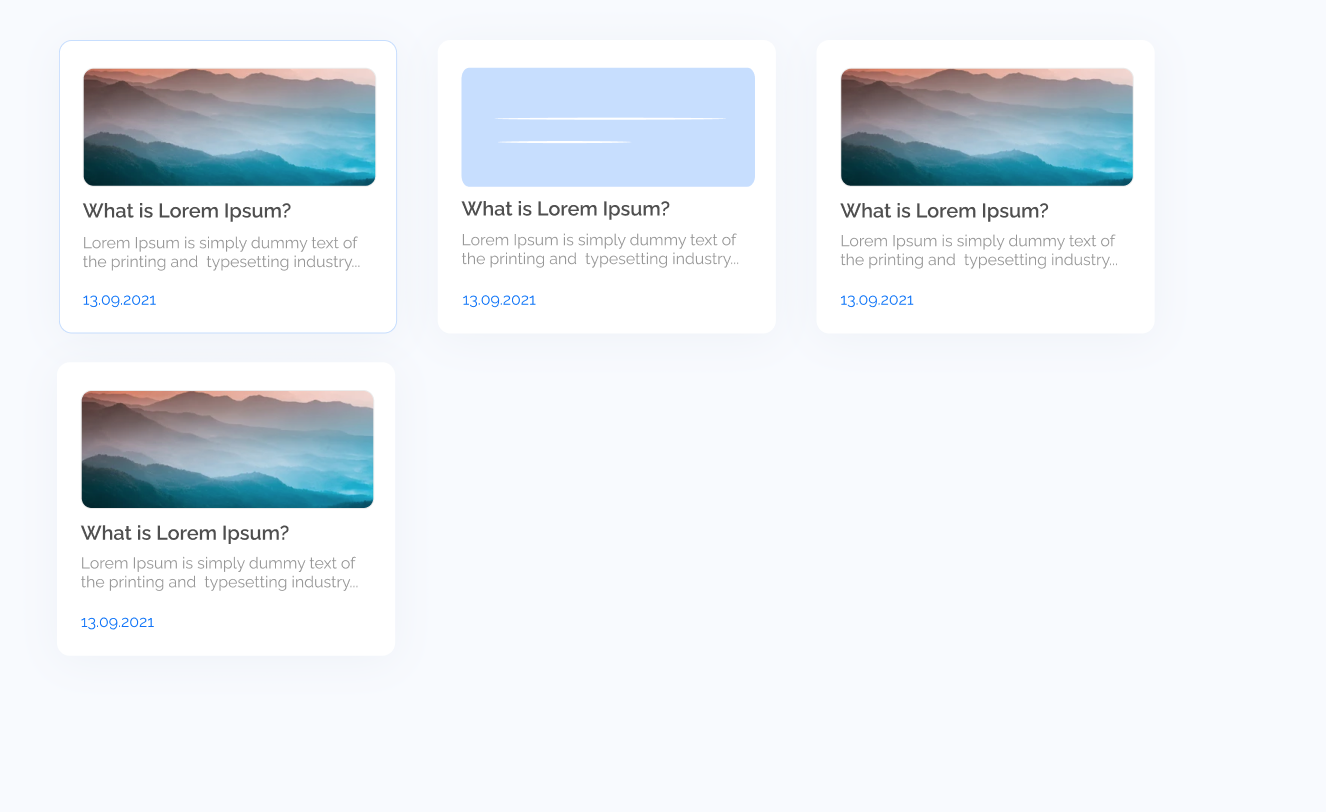 What is Lorem Ipsum?
Lorem Ipsum is simply dummy text of
the printing and  typesetting industry...
13.09.2021
What is Lorem Ipsum?
Lorem Ipsum is simply dummy text of
the printing and  typesetting industry...
13.09.2021
What is Lorem Ipsum?
Lorem Ipsum is simply dummy text of
the printing and  typesetting industry...
13.09.2021
What is Lorem Ipsum?
Lorem Ipsum is simply dummy text of
the printing and  typesetting industry...
13.09.2021